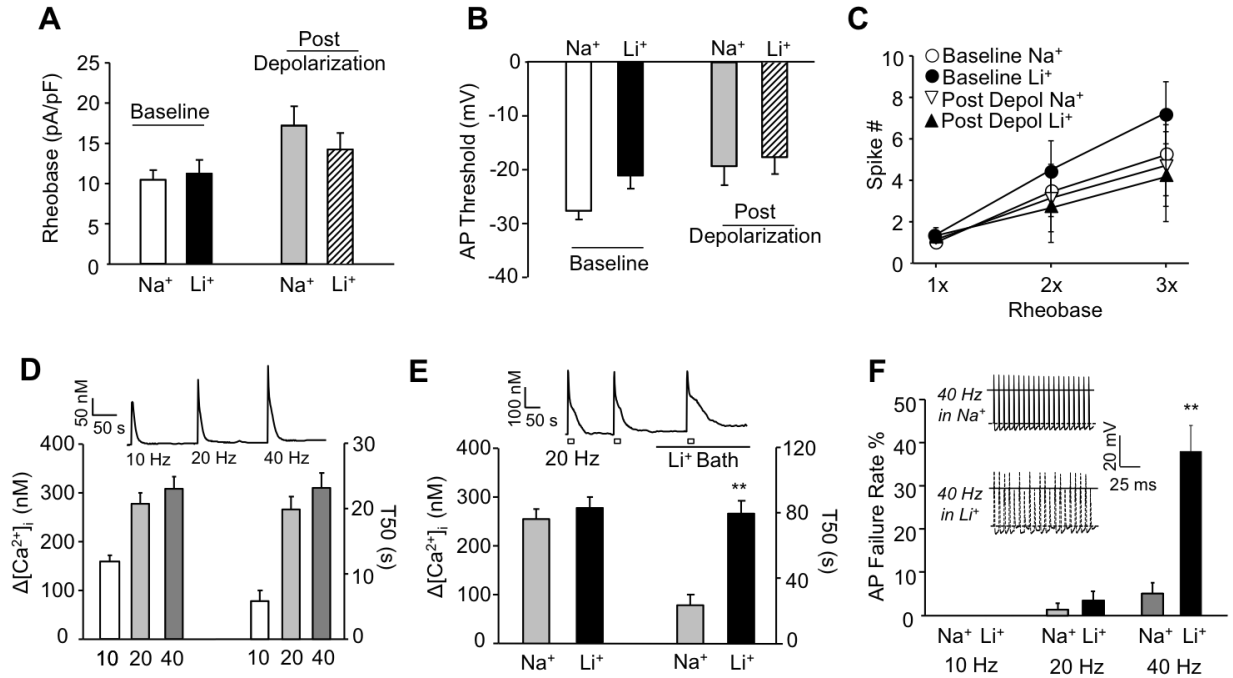 A
Rheobase (pA/pF)
25
20
15
10
5
0
Baseline
Post
Depolarization
Na⁺ Li⁺ Na⁺ Li⁺
B
AP Threshold (mV)
0
-10
-20
-30
-40
Na⁺ Li⁺ Na⁺ Li⁺
Baseline
Post
Depolarization
C
Spike #
10
8
6
4
2
0
Baseline Na⁺
Baseline Li⁺
Post Depol Na⁺
Post Depol Li⁺
1x 2x 3x
Rheobase
D
50 nM
50 s
10 Hz 20 Hz 40 Hz
Δ[Ca²⁺]ᵢ (nM)
400
300
200
100
0
30
20
10
0
T50 (s)
10 20 40 10 20 40
E
100 nM
50 s
20 Hz Li⁺ Bath
Δ[Ca²⁺]ᵢ (nM)
400
300
200
100
0
**
120
80
40
0
T50 (s)
Na⁺ Li⁺ Na⁺ Li⁺
F
AP Failure Rate %
50
40
30
20
10
0
40 Hz
in Na⁺
40 Hz
in Li⁺
20 mV
25 ms
**
Na⁺ Li⁺ Na⁺ Li⁺ Na⁺ Li⁺
10 Hz 20 Hz 40 Hz